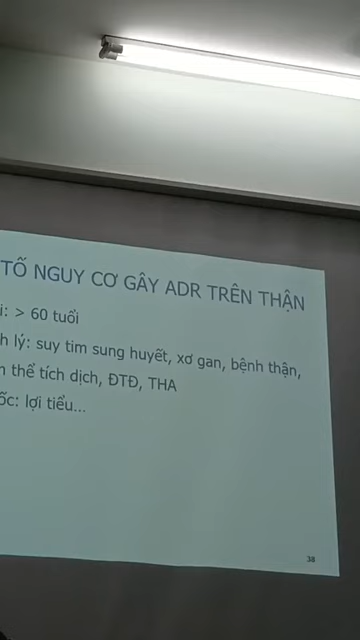 TỐ NGUY CƠ GÂY ADR TRÊN THẬN
i: > 60 tuổi
h lý: suy tim sung huyết, xơ gan, bệnh thận,
thể tích dịch, ĐTĐ, THA
ốc: lợi tiểu...
38